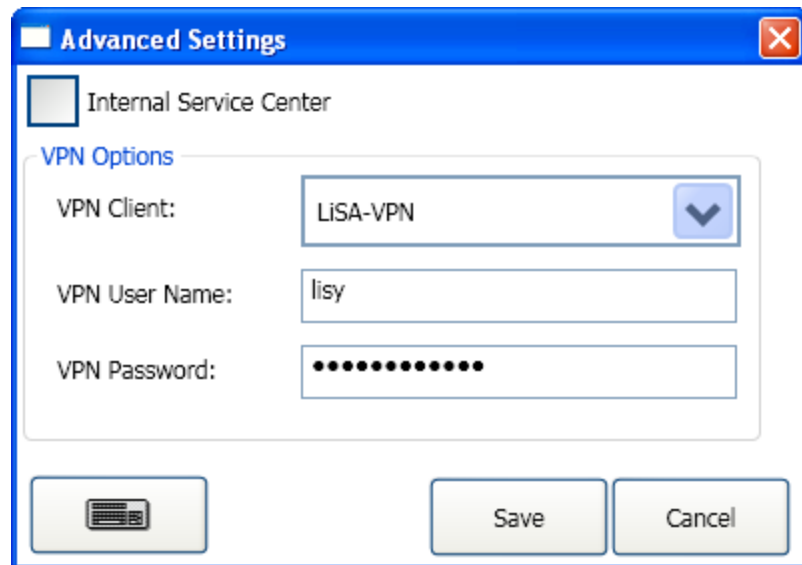 Advanced Settings
Internal Service Center
VPN Options
VPN Client:
LiSA-VPN
VPN User Name:
lisy
VPN Password:
••••••••••••
Save
Cancel